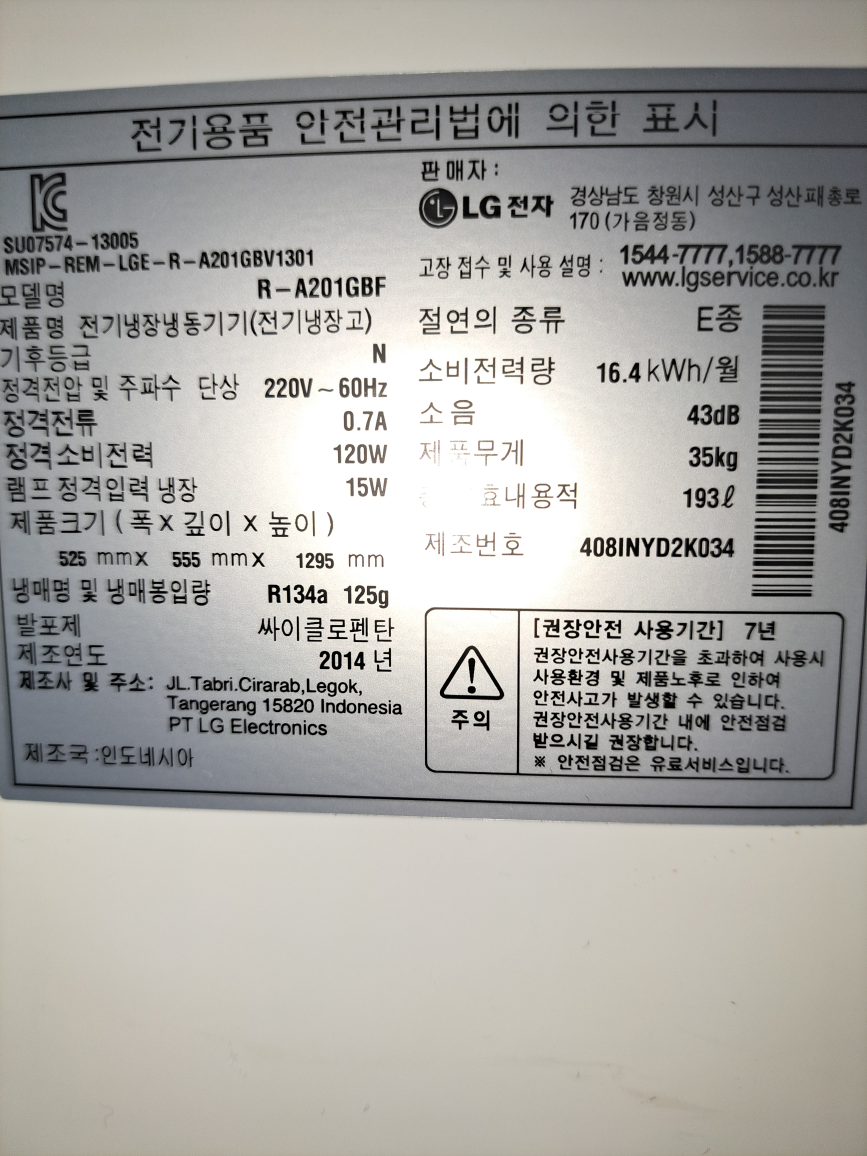 전기용품 안전관리법에 의한 표시
KC
SU07574-13005
MSIP-REM-LGE-R-A201GBV1301
모델명 R-A201GBF
제품명 전기냉장냉동기기(전기냉장고)
기후등급 N
정격전압 및 주파수 단상 220V~60Hz
정격전류 0.7A
정격소비전력 120W
램프 정격입력 냉장 15W
제품크기 (폭 x 깊이 x 높이)
525 mm x 555 mm x 1295 mm
냉매명 및 냉매봉입량 R134a 125g
발포제 싸이클로펜탄
제조연도 2014 년
제조사 및 주소: JL.Tabri.Cirarab,Legok,
Tangerang 15820 Indonesia
PT LG Electronics
제조국 :인도네시아
판매자 :
LG 전자 경상남도 창원시 성산구 성산패총로
170 (가음정동)
고장 접수 및 사용 설명 : 1544-7777,1588-7777
www.lgservice.co.kr
절연의 종류 E종
소비전력량 16.4 kWh/월
소음 43dB
제품무게 35kg
효내용적 193ℓ
제조번호 408INYD2K034
408INYD2K034
주의
[권장안전 사용기간] 7년
권장안전사용기간을 초과하여 사용시
사용환경 및 제품노후로 인하여
안전사고가 발생할 수 있습니다.
권장안전사용기간 내에 안전점검
받으시길 권장합니다.
※ 안전점검은 유료서비스입니다.